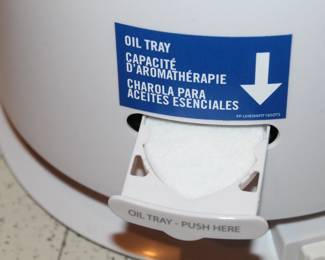 OIL TRAY
CAPACITÉ
D'AROMATHÉRAPIE
CHAROLA PARA
ACEITES ESENCIALES
OIL TRAY - PUSH HERE